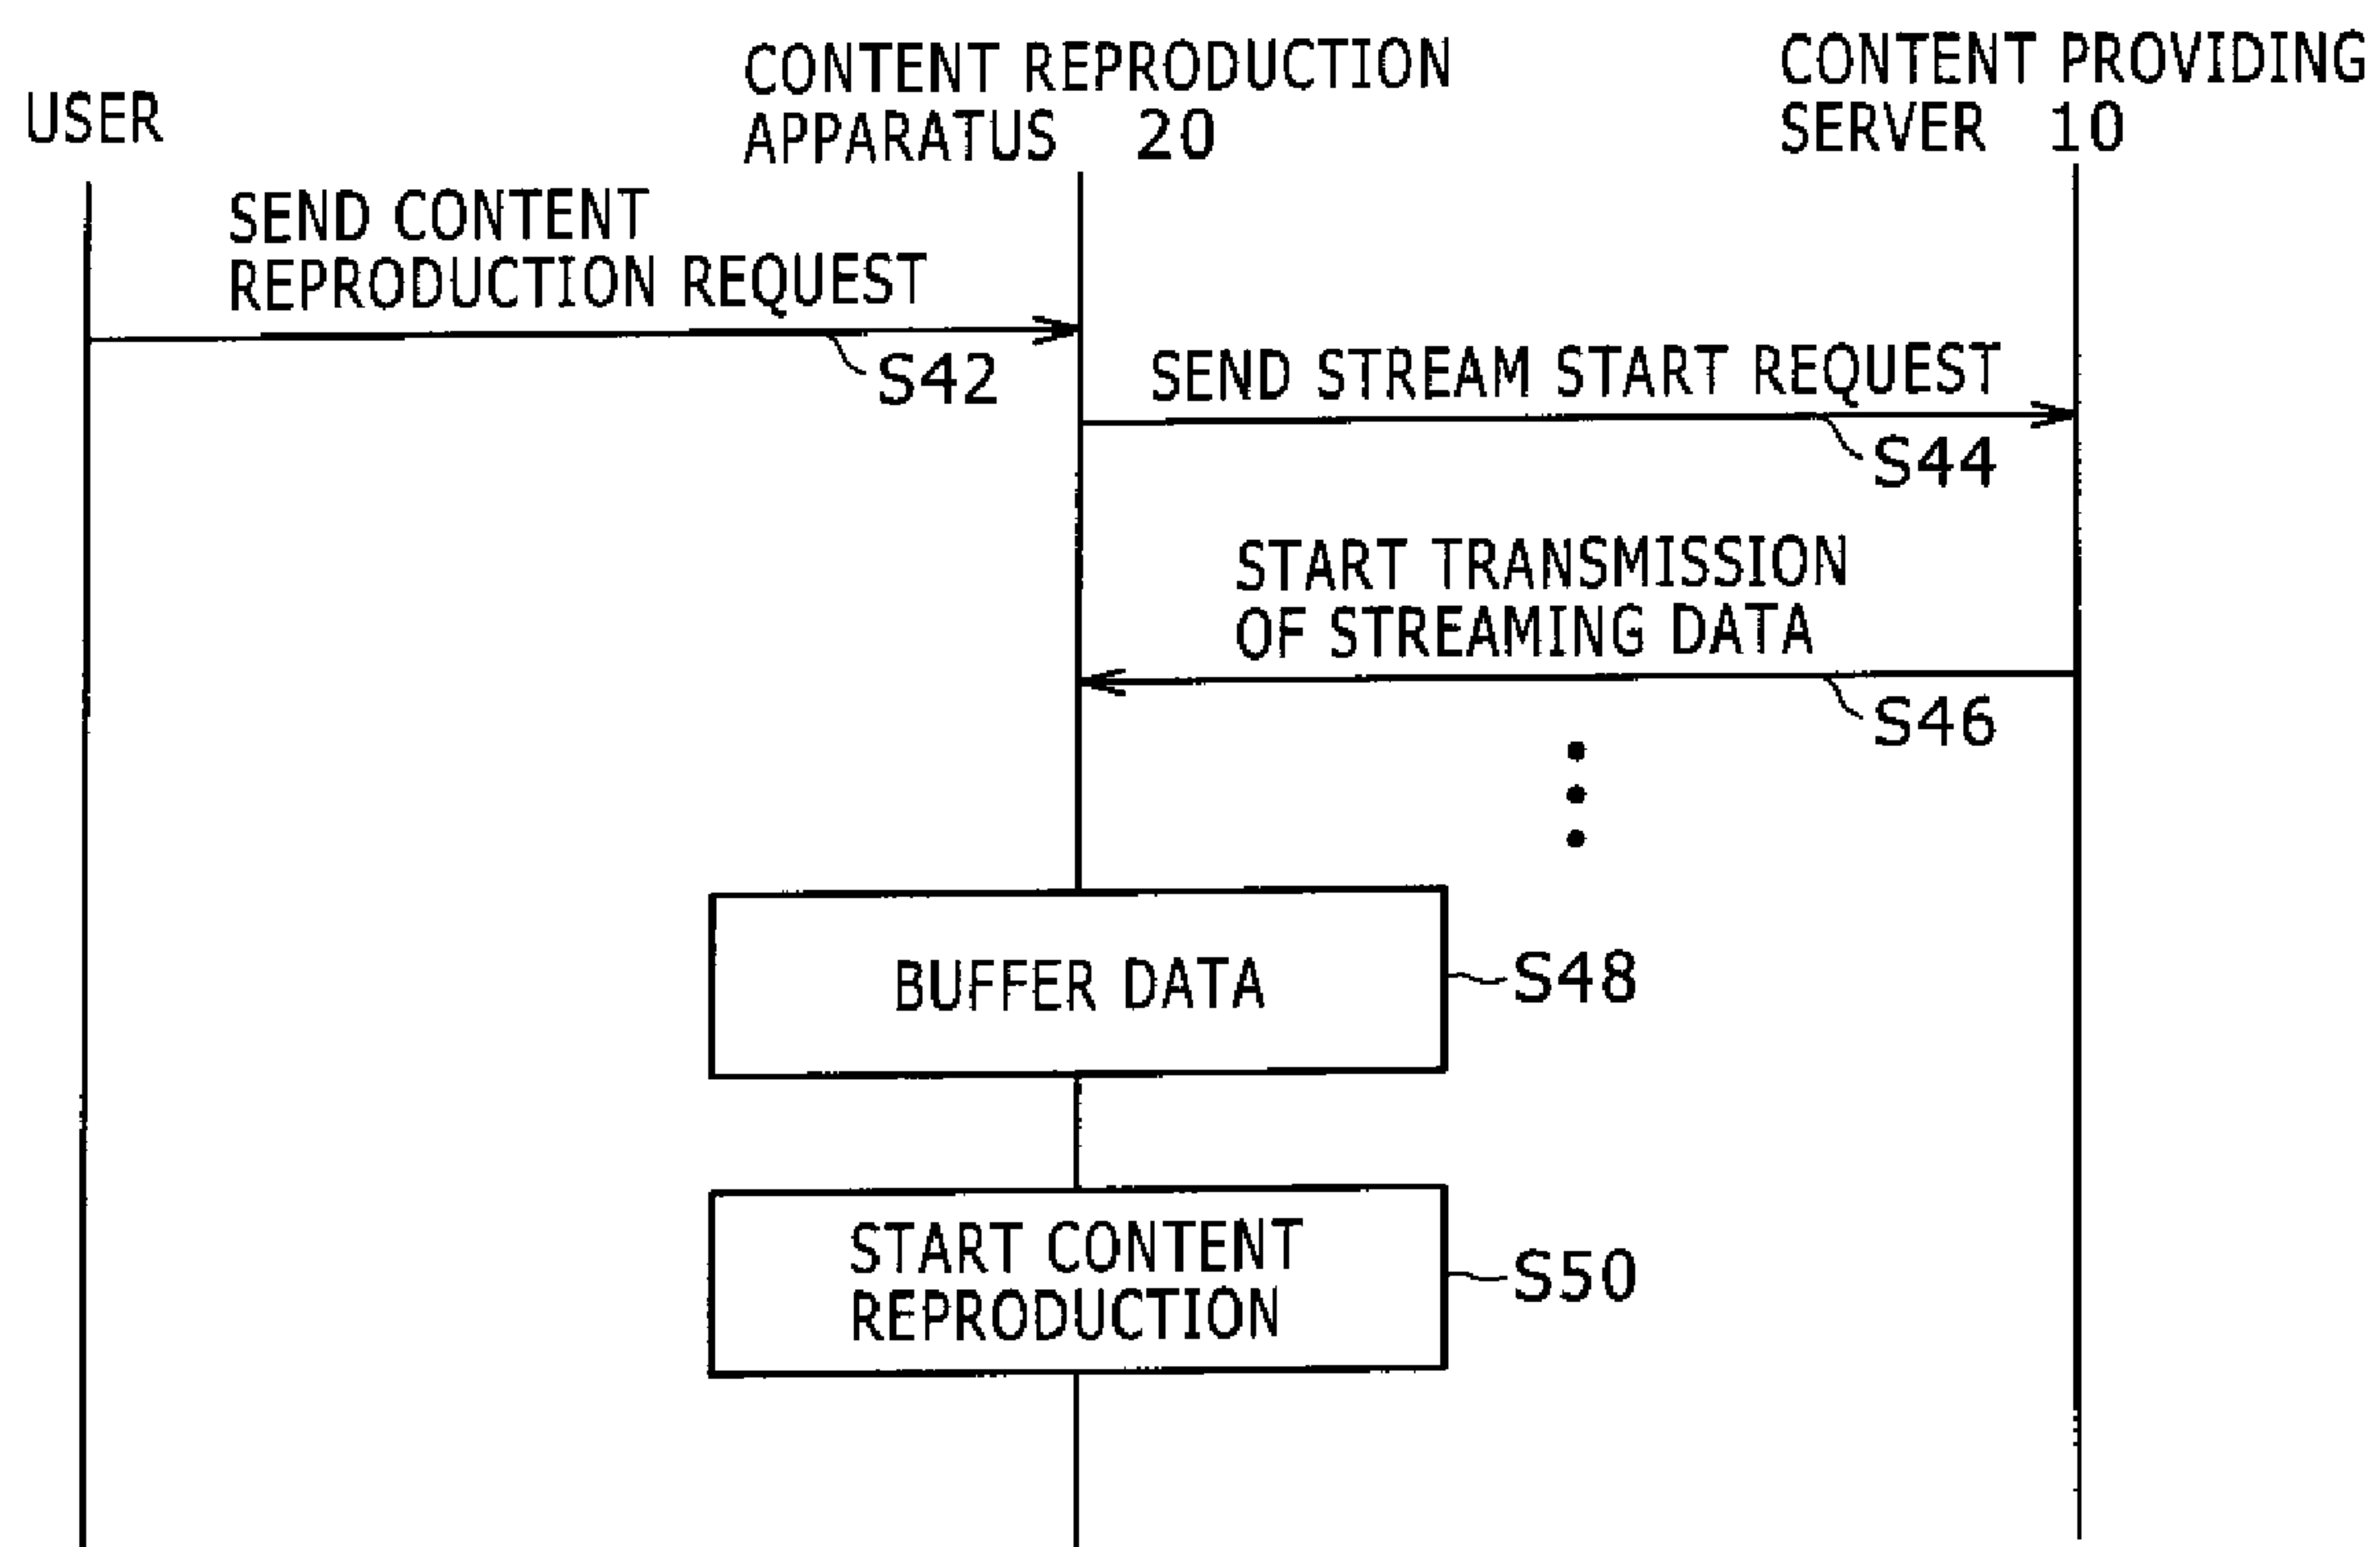 USER
CONTENT REPRODUCTION
APPARATUS 20
CONTENT PROVIDING
SERVER 10
SEND CONTENT
REPRODUCTION REQUEST
S42
SEND STREAM START REQUEST
S44
START TRANSMISSION
OF STREAMING DATA
S46
BUFFER DATA
S48
START CONTENT
REPRODUCTION
S50